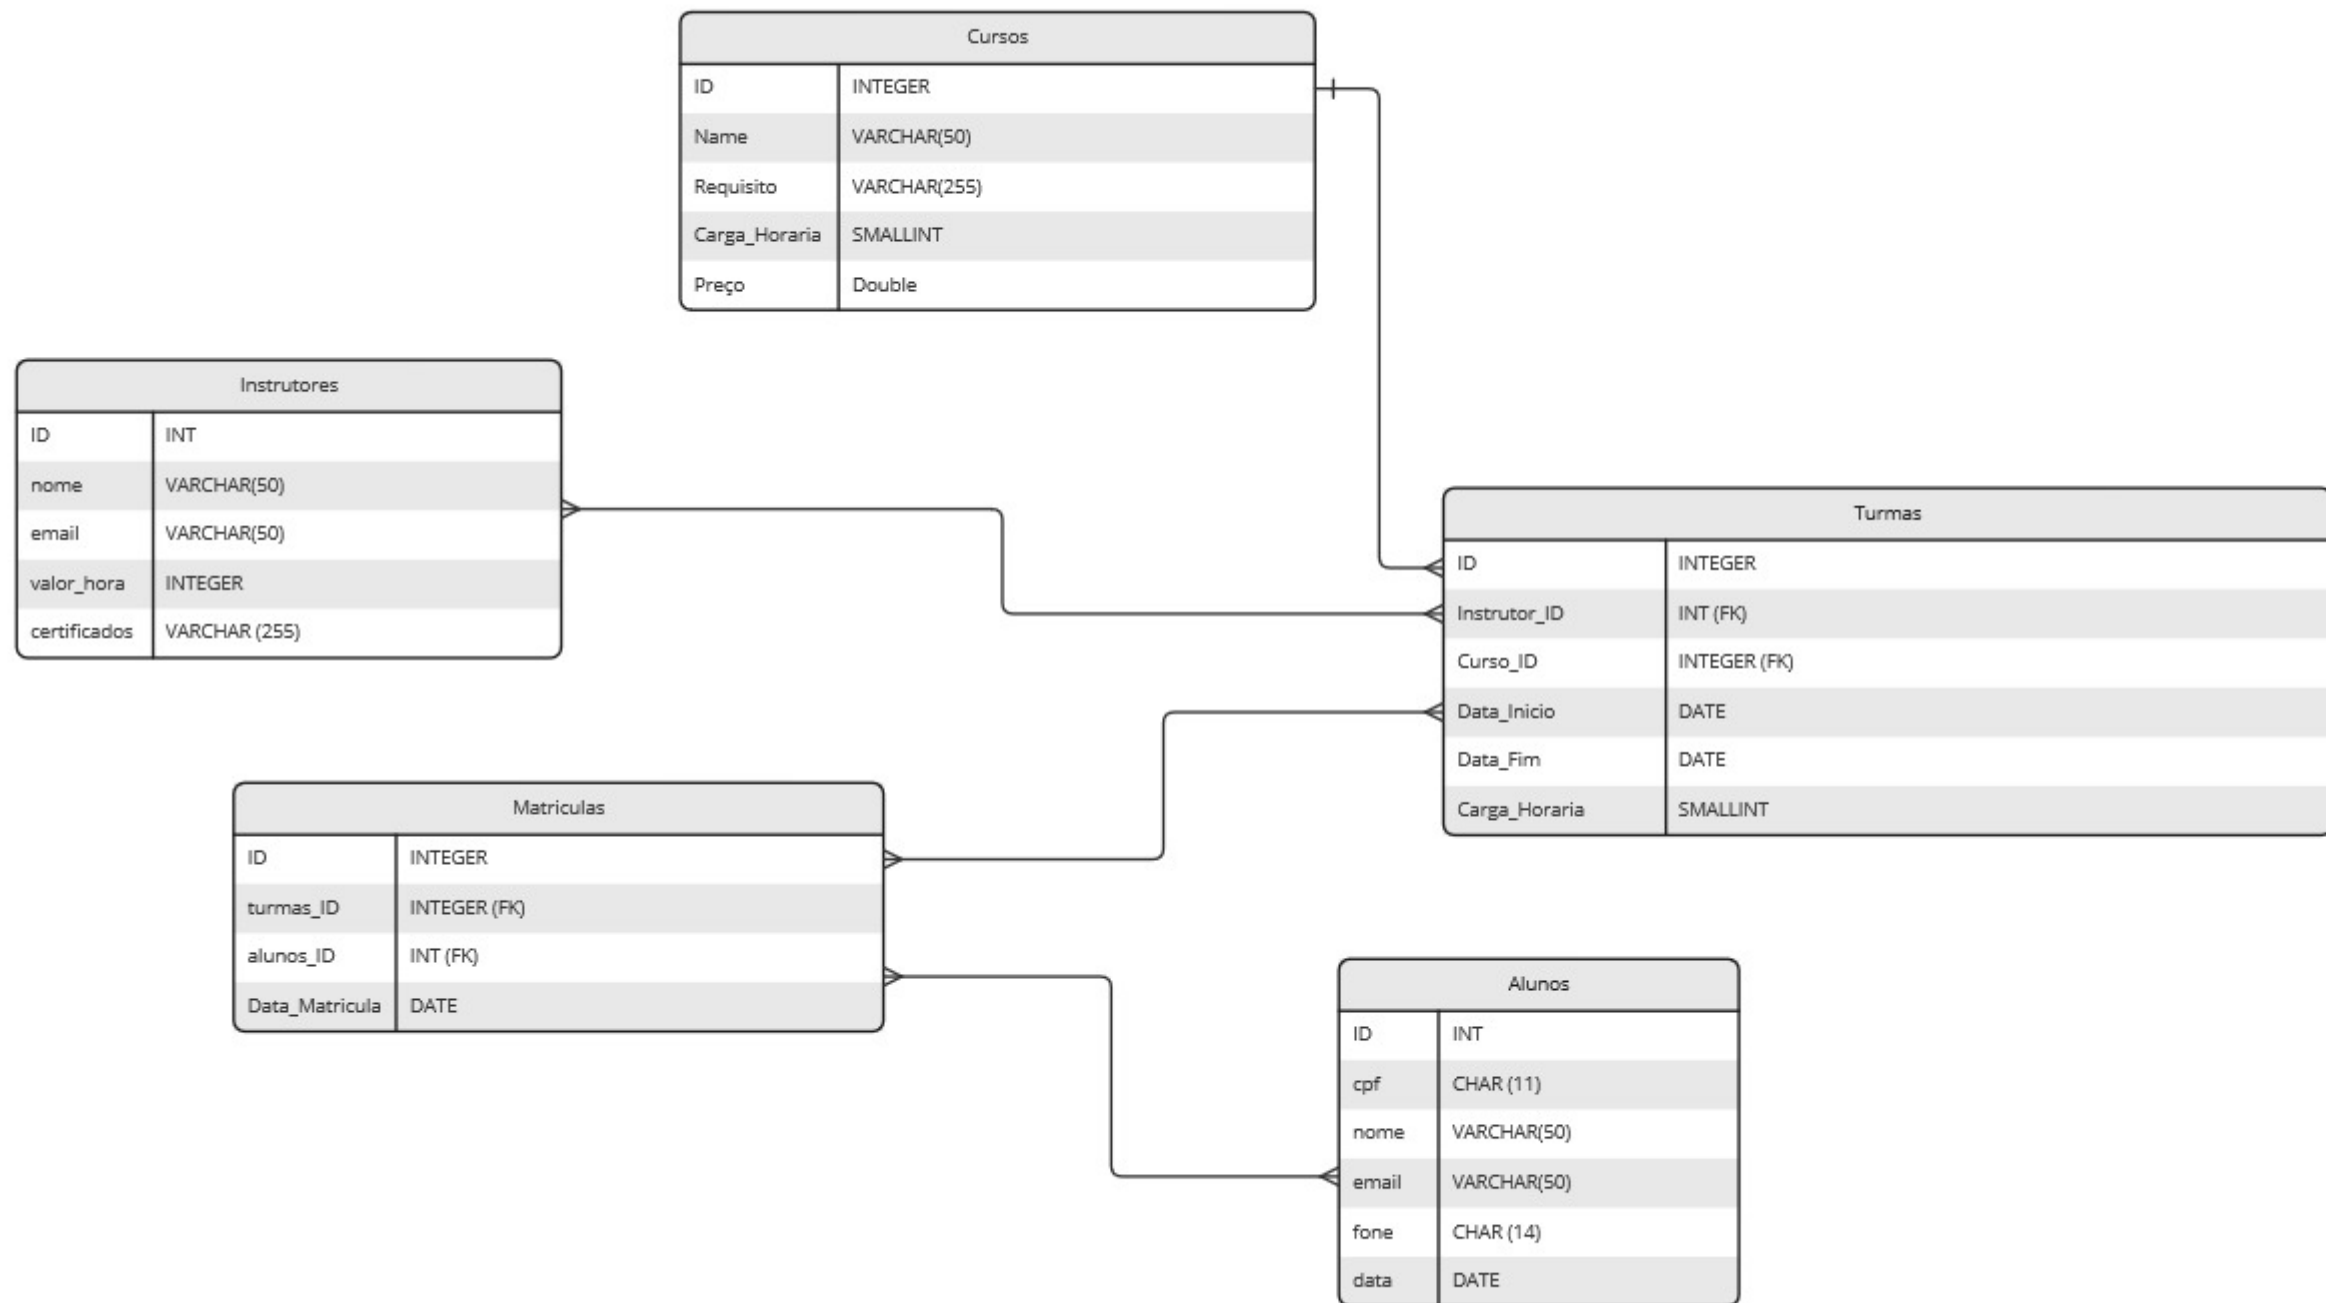 Cursos
ID INTEGER
Name VARCHAR(50)
Requisito VARCHAR(255)
Carga_Horaria SMALLINT
Preço Double
Instrutores
ID INT
nome VARCHAR(50)
email VARCHAR(50)
valor_hora INTEGER
certificados VARCHAR (255)
Turmas
ID INTEGER
Instrutor_ID INT (FK)
Curso_ID INTEGER (FK)
Data_Inicio DATE
Data_Fim DATE
Carga_Horaria SMALLINT
Matriculas
ID INTEGER
turmas_ID INTEGER (FK)
alunos_ID INT (FK)
Data_Matricula DATE
Alunos
ID INT
cpf CHAR (11)
nome VARCHAR(50)
email VARCHAR(50)
fone CHAR (14)
data DATE